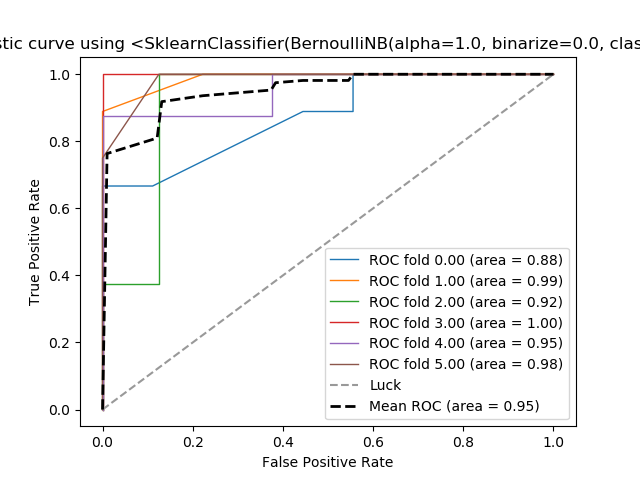 stic curve using <SklearnClassifier(BernoulliNB(alpha=1.0, binarize=0.0, clas
1.0
0.8
0.6
0.4
0.2
0.0
True Positive Rate
ROC fold 0.00 (area = 0.88)
ROC fold 1.00 (area = 0.99)
ROC fold 2.00 (area = 0.92)
ROC fold 3.00 (area = 1.00)
ROC fold 4.00 (area = 0.95)
ROC fold 5.00 (area = 0.98)
Luck
Mean ROC (area = 0.95)
0.0 0.2 0.4 0.6 0.8 1.0
False Positive Rate